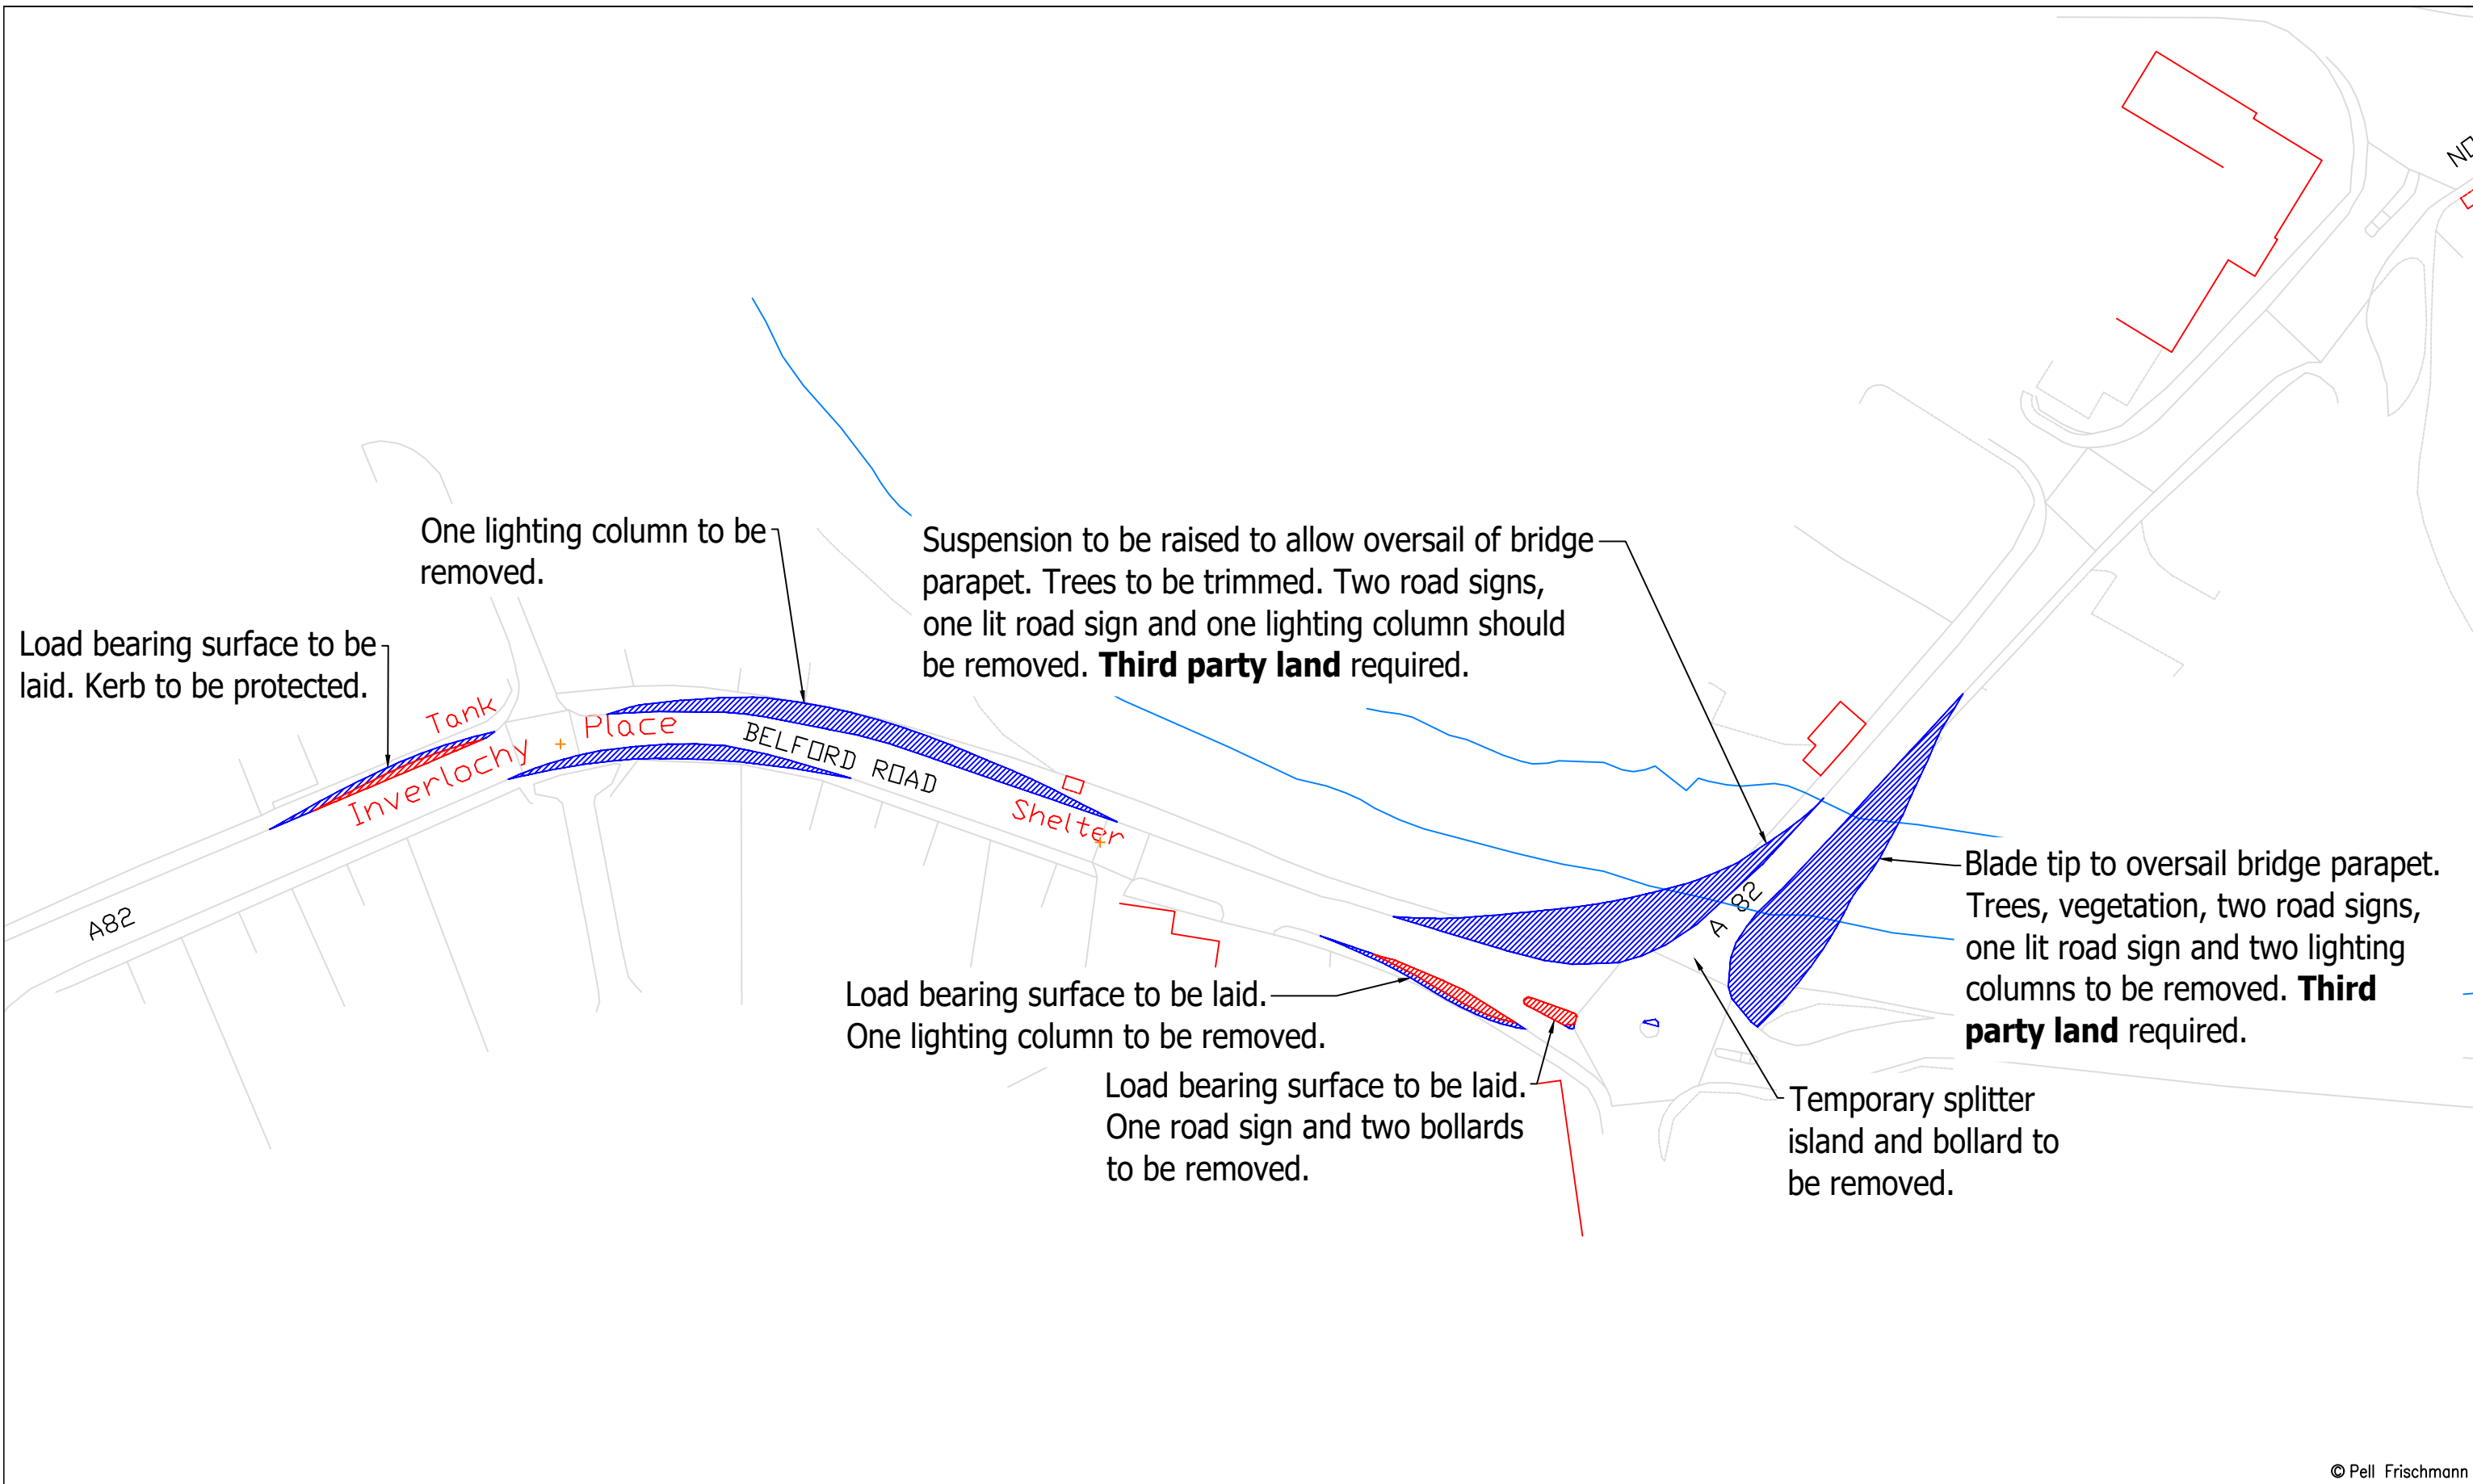 One lighting column to be
removed.
Suspension to be raised to allow oversail of bridge
parapet. Trees to be trimmed. Two road signs,
one lit road sign and one lighting column should
be removed. Third party land required.
Load bearing surface to be
laid. Kerb to be protected.
Tank
Inverlochy Place
BELFORD ROAD
Shelter
A82
A 82
Blade tip to oversail bridge parapet.
Trees, vegetation, two road signs,
one lit road sign and two lighting
columns to be removed. Third
party land required.
Load bearing surface to be laid.
One lighting column to be removed.
Load bearing surface to be laid.
One road sign and two bollards
to be removed.
Temporary splitter
island and bollard to
be removed.
© Pell Frischmann